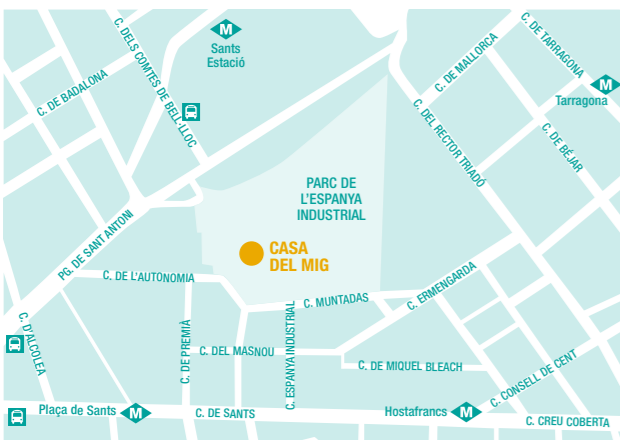 M
Sants
Estació
C. DE MALLORCA
C. DE TARRAGONA
M
Tarragona
C. DE BADALONA
C. DELS COMTES DE BELL·LLOC
C. DEL RECTOR TRIADÓ
C. DE BÉJAR
PARC DE
L'ESPANYA
INDUSTRIAL
PG. DE SANT ANTONI
CASA
DEL MIG
C. DE L'AUTONOMIA
C. MUNTADAS
C. ERMENGARDA
C. D'ALCOLEA
C. DE PREMIÀ
C. DEL MASNOU
C. ESPANYA INDUSTRIAL
C. DE MIQUEL BLEACH
C. CONSELL DE CENT
Plaça de Sants M
C. DE SANTS
Hostafrancs M
C. CREU COBERTA